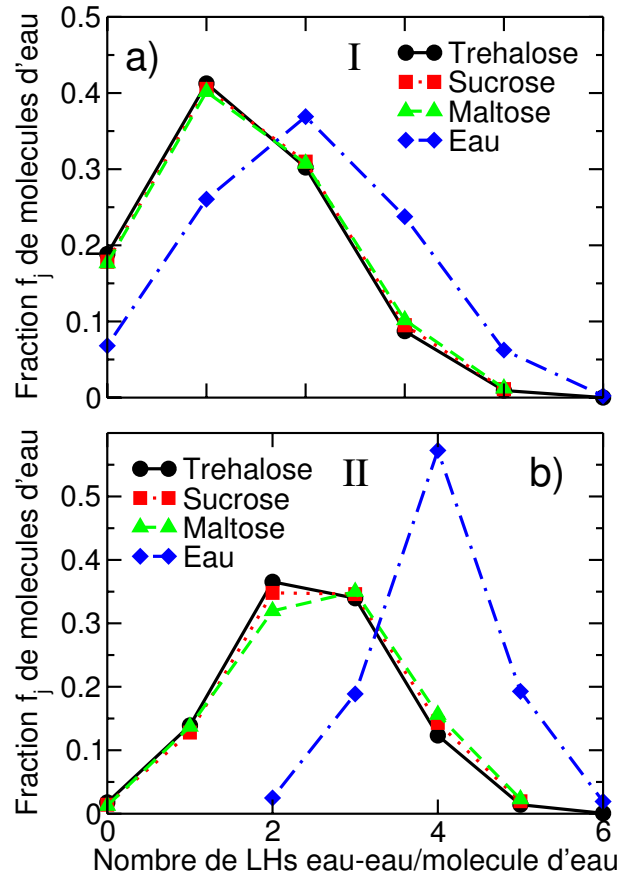 0.5
0.4
0.3
0.2
0.1
0
Fraction f_j de molecules d'eau
a)
I
Trehalose
Sucrose
Maltose
Eau
0.5
0.4
0.3
0.2
0.1
0
Fraction f_j de molecules d'eau
Trehalose
Sucrose
Maltose
Eau
II
b)
0 2 4 6
Nombre de LHs eau-eau/molecule d'eau